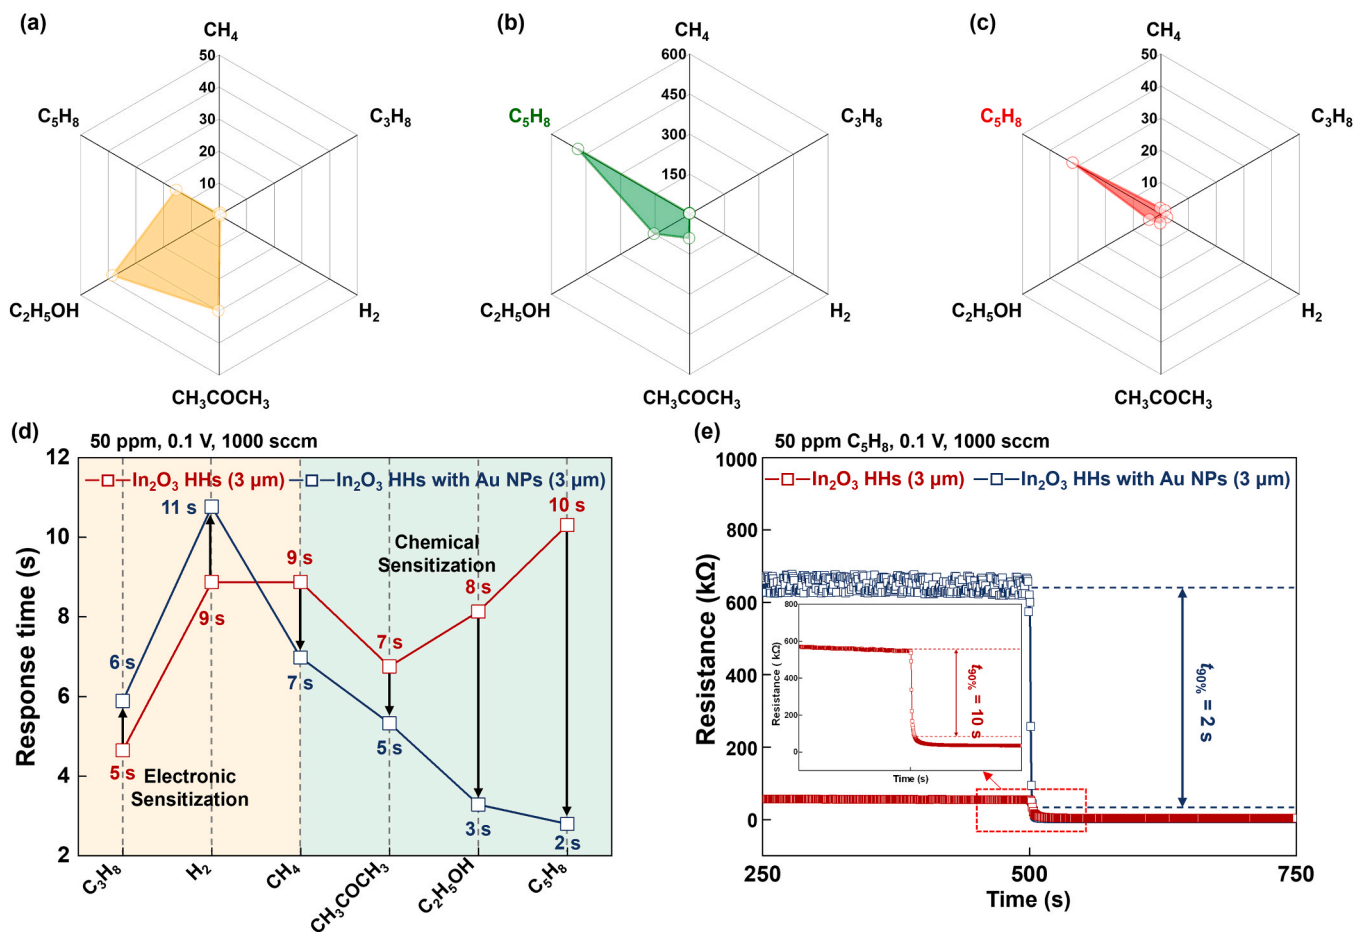 (a)
CH₄
50
40
30
20
10
C₅H₈
C₃H₈
C₂H₅OH
H₂
CH₃COCH₃
(b)
CH₄
600
450
300
150
C₅H₈
C₃H₈
C₂H₅OH
H₂
CH₃COCH₃
(c)
CH₄
50
40
30
20
10
C₅H₈
C₃H₈
C₂H₅OH
H₂
CH₃COCH₃
(d)
50 ppm, 0.1 V, 1000 sccm
In₂O₃ HHs (3 µm)
In₂O₃ HHs with Au NPs (3 µm)
Response time (s)
12
10
8
6
4
2
11 s
10 s
9 s
9 s
8 s
7 s
7 s
6 s
5 s
5 s
3 s
2 s
Chemical
Sensitization
Electronic
Sensitization
C₃H₈
H₂
CH₄
CH₃COCH₃
C₂H₅OH
C₅H₈
(e)
50 ppm C₅H₈, 0.1 V, 1000 sccm
In₂O₃ HHs (3 µm)
In₂O₃ HHs with Au NPs (3 µm)
Resistance (kΩ)
1000
800
600
400
200
0
t90% = 2 s
Resistance ( kΩ)
800
600
400
200
0
t90% = 10 s
Time (s)
250
500
750
Time (s)